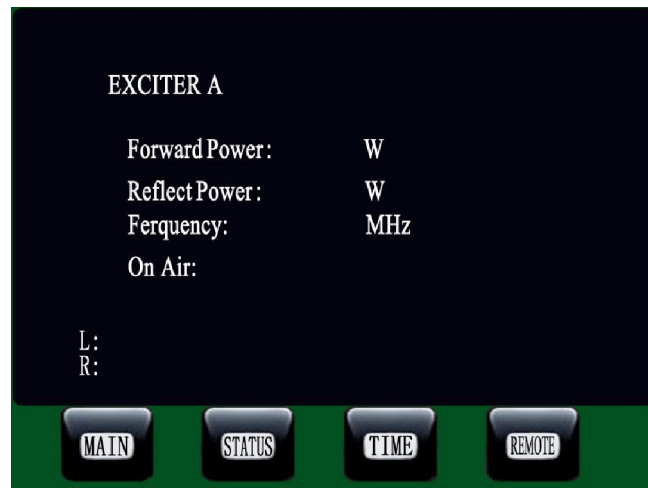 EXCITER A
Forward Power: W
Reflect Power: W
Ferquency: MHz
On Air:
L:
R:
MAIN STATUS TIME REMOTE